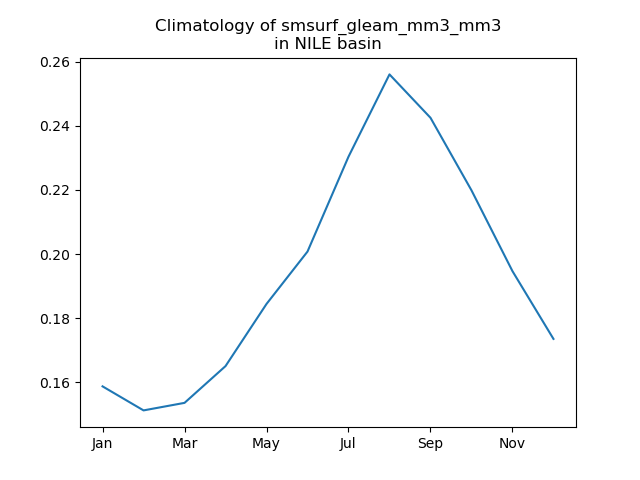 Climatology of smsurf_gleam_mm3_mm3
in NILE basin
0.26
0.24
0.22
0.20
0.18
0.16
Jan Mar May Jul Sep Nov